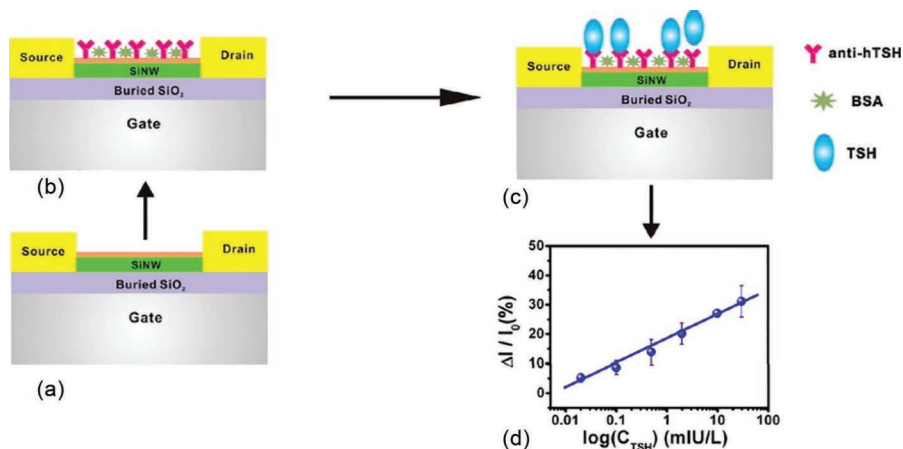 Source
Drain
SiNW
Buried SiO₂
Gate
(b)
Source
Drain
SiNW
Buried SiO₂
Gate
(c)
anti-hTSH
BSA
TSH
Source
Drain
SiNW
Buried SiO₂
Gate
(a)
50
40
30
20
10
0
ΔI / I₀(%)
0.01
0.1
1
10
100
log(C_TSH) (mIU/L)
(d)